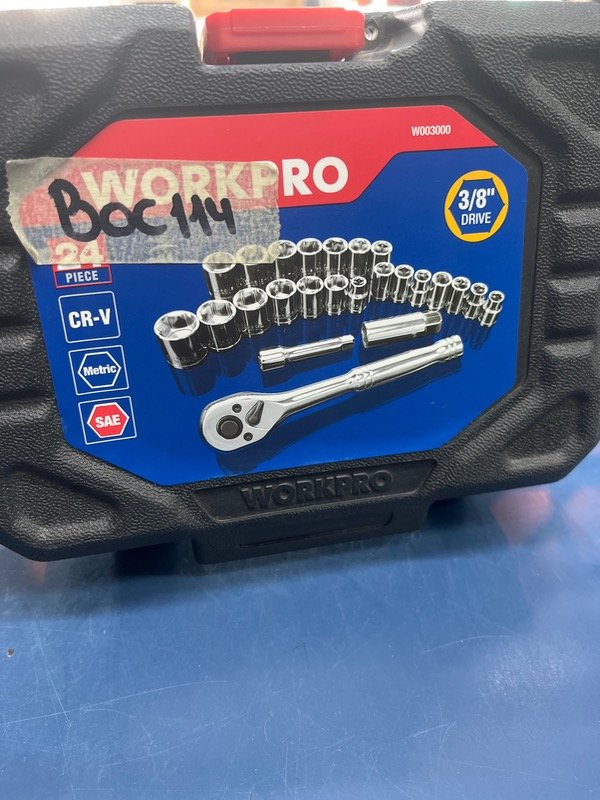 W003000
WORKPRO
BOC114
3/8"
DRIVE
24
PIECE
CR-V
Metric
SAE
WORKPRO